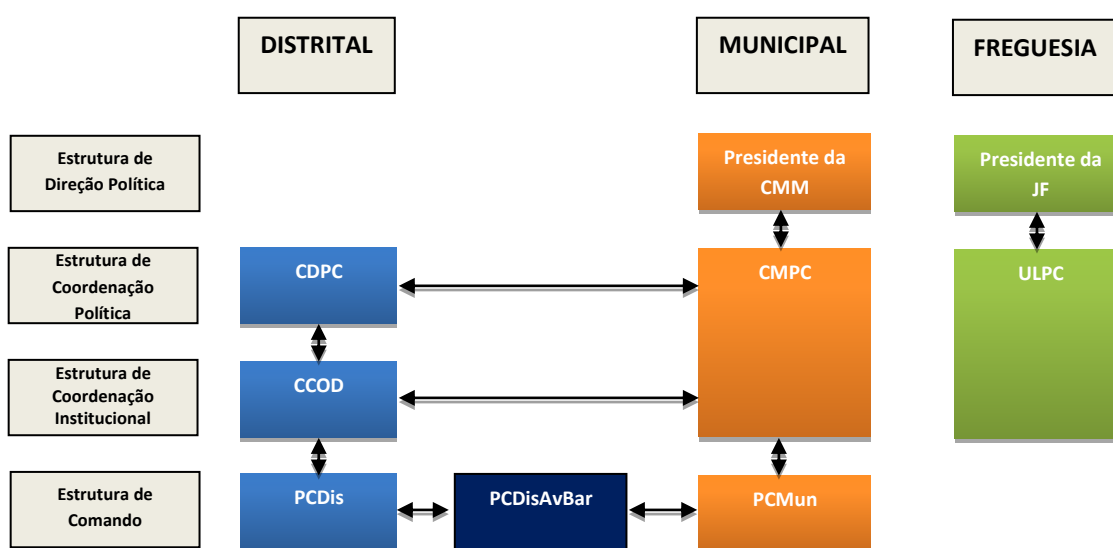 DISTRITAL
MUNICIPAL
FREGUESIA
Estrutura de
Direção Política
Presidente da
CMM
Presidente da
JF
Estrutura de
Coordenação
Política
CDPC
CMPC
ULPC
Estrutura de
Coordenação
Institucional
CCOD
Estrutura de
Comando
PCDis
PCDisAvBar
PCMun